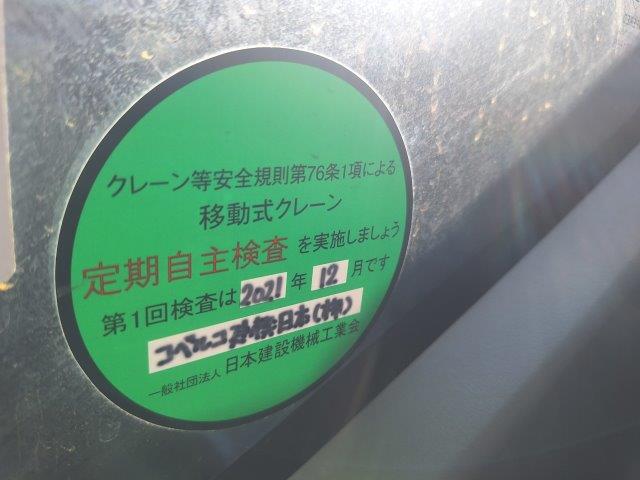 クレーン等安全規則第76条1項による
移動式クレーン
定期自主検査を実施しましょう
第1回検査は2021年12月です
コベルコ建機日本(株)
一般社団法人 日本建設機械工業会